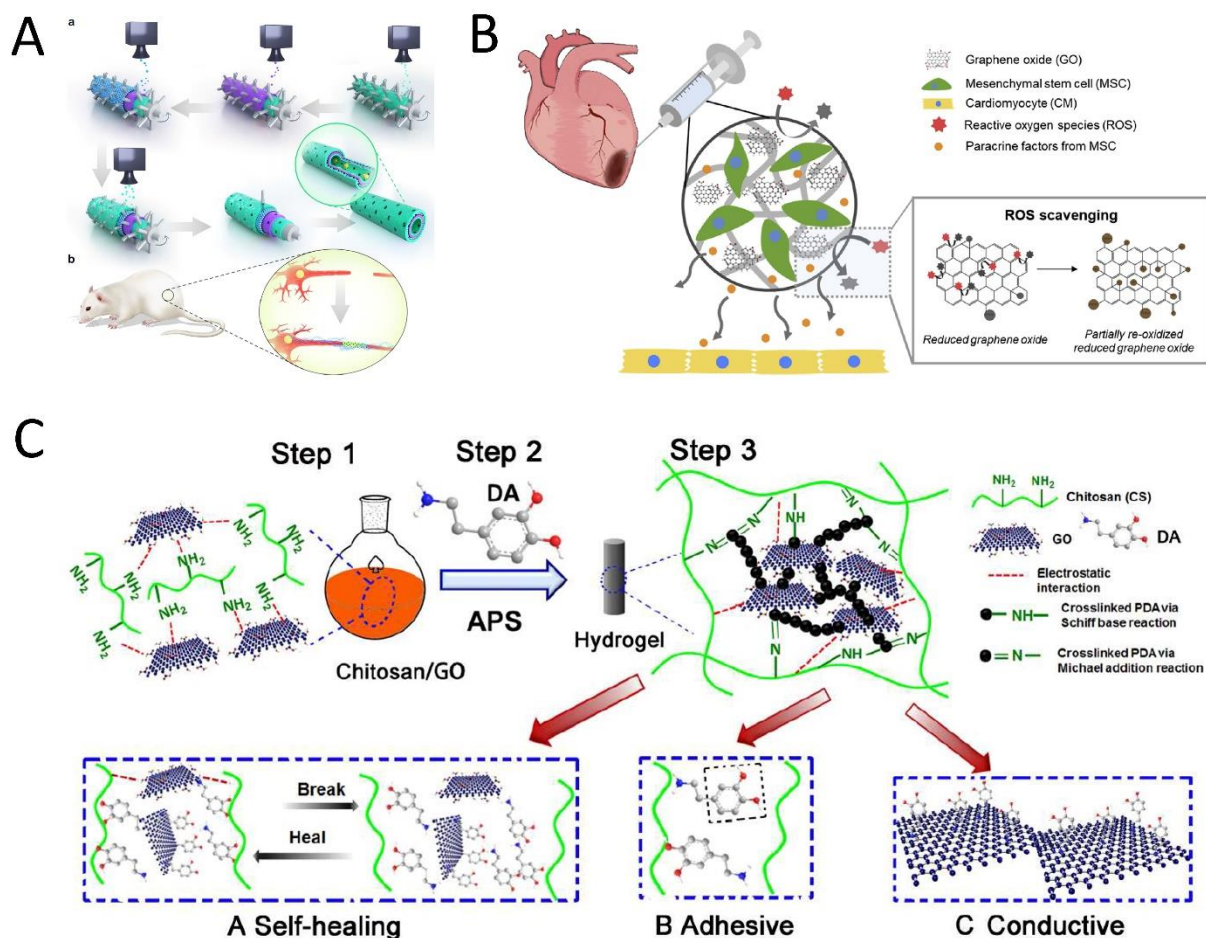 A
a
b
B
Graphene oxide (GO)
Mesenchymal stem cell (MSC)
Cardiomyocyte (CM)
Reactive oxygen species (ROS)
Paracrine factors from MSC
ROS scavenging
Reduced graphene oxide
Partially re-oxidized
reduced graphene oxide
C
Step 1
Step 2
Step 3
NH2
NH2
NH2
NH2
NH2
NH2
NH2
NH2
NH2
Chitosan/GO
DA
APS
Hydrogel
N
NH
N
N
NH
N
NH2 NH2
Chitosan (CS)
GO
DA
Electrostatic
interaction
NH
Crosslinked PDA via
Schiff base reaction
N
Crosslinked PDA via
Michael addition reaction
Break
Heal
A Self-healing
B Adhesive
C Conductive